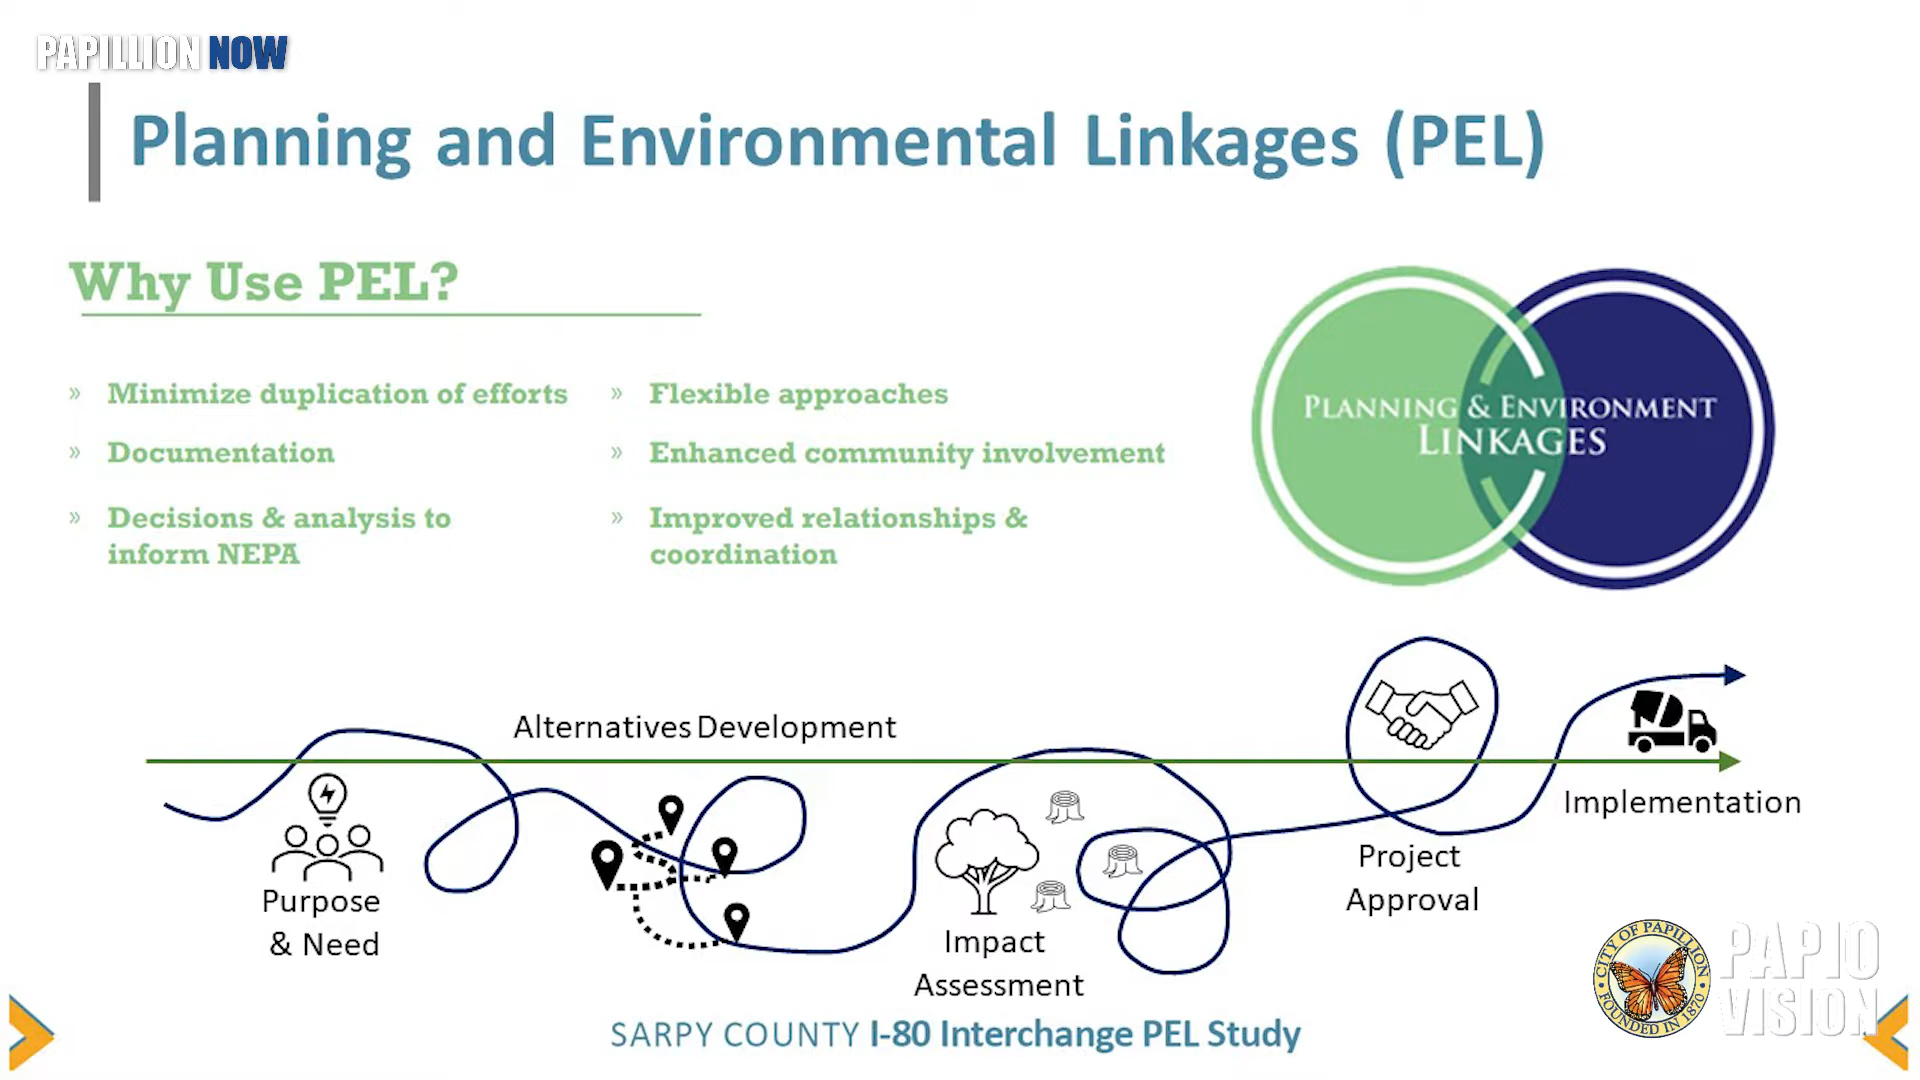 PAPILLION NOW
Planning and Environmental Linkages (PEL)
Why Use PEL?
» Minimize duplication of efforts
» Documentation
» Decisions & analysis to
inform NEPA
» Flexible approaches
» Enhanced community involvement
» Improved relationships &
coordination
PLANNING & ENVIRONMENT
LINKAGES
Alternatives Development
Purpose
& Need
Impact
Assessment
Project
Approval
Implementation
CITY OF PAPILLION
FOUNDED IN 1870
PAPIO
VISION
SARPY COUNTY I-80 Interchange PEL Study